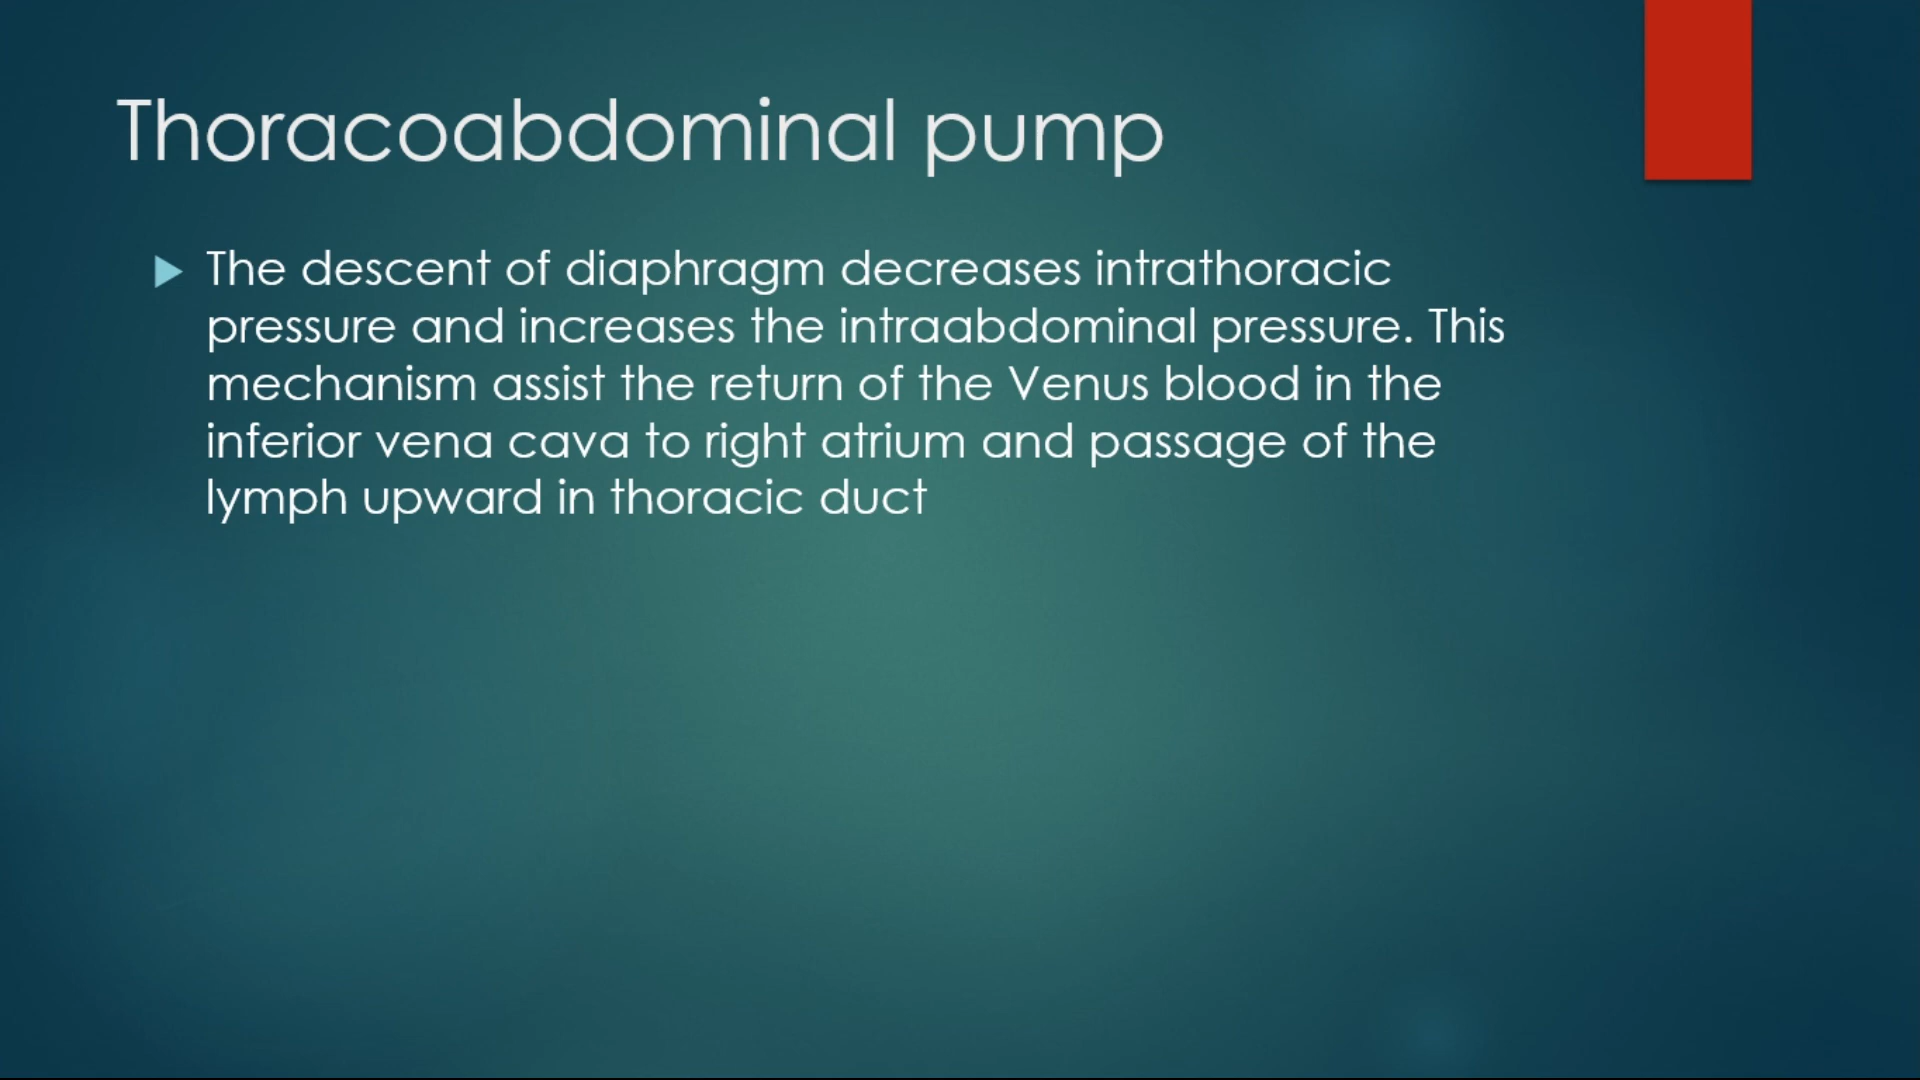 Thoracoabdominal pump
The descent of diaphragm decreases intrathoracic
pressure and increases the intraabdominal pressure. This
mechanism assist the return of the Venus blood in the
inferior vena cava to right atrium and passage of the
lymph upward in thoracic duct